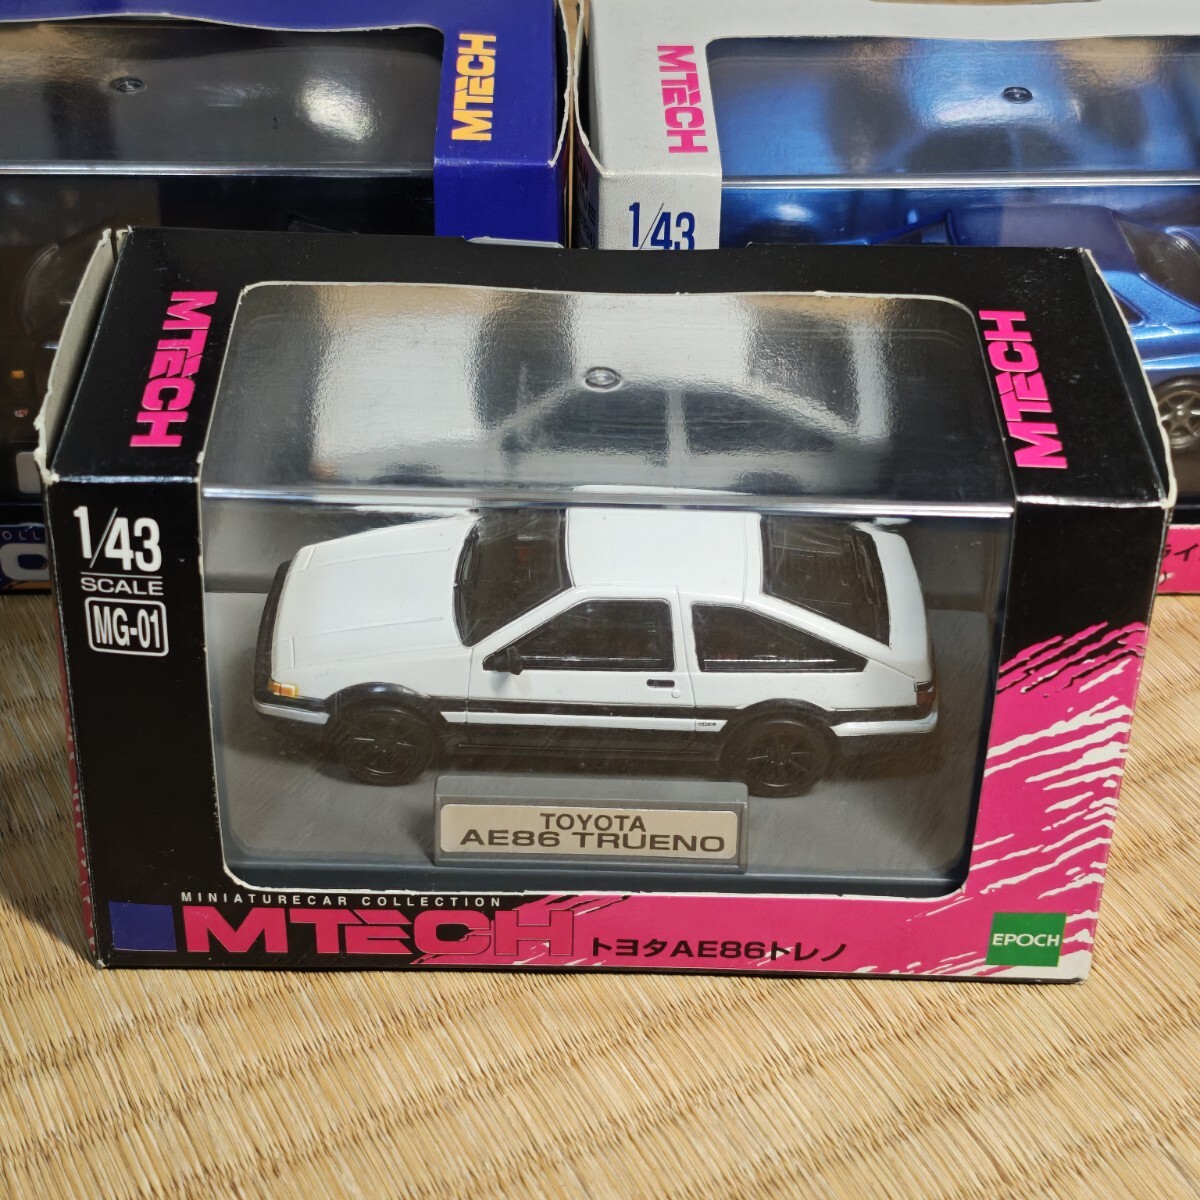 MTECH
MTECH
1/43
MTECH
MTECH
1/43
SCALE
MG-01
TOYOTA
AE86 TRUENO
MINIATURECAR COLLECTION
MTECH トヨタAE86トレノ
EPOCH